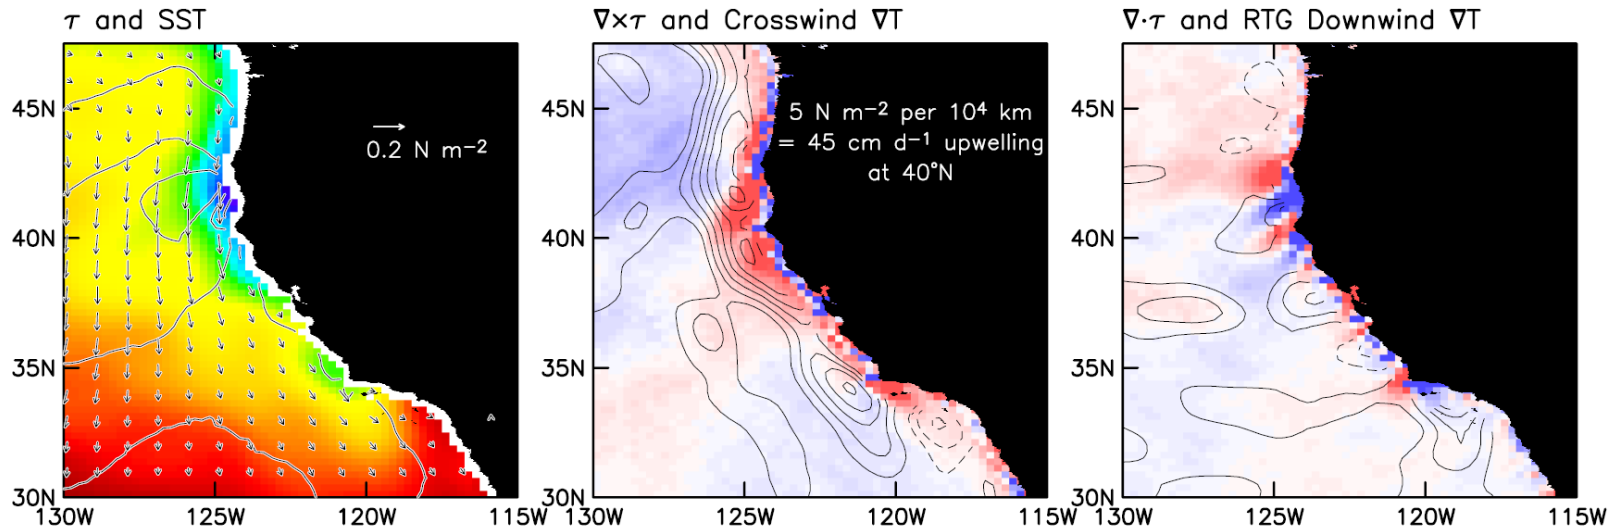 τ and SST
∇×τ and Crosswind ∇T
∇·τ and RTG Downwind ∇T
45N
40N
35N
30N
130W
125W
120W
115W
0.2 N m⁻²
45N
40N
35N
30N
130W
125W
120W
115W
5 N m⁻² per 10⁴ km
= 45 cm d⁻¹ upwelling
at 40°N
45N
40N
35N
30N
130W
125W
120W
115W